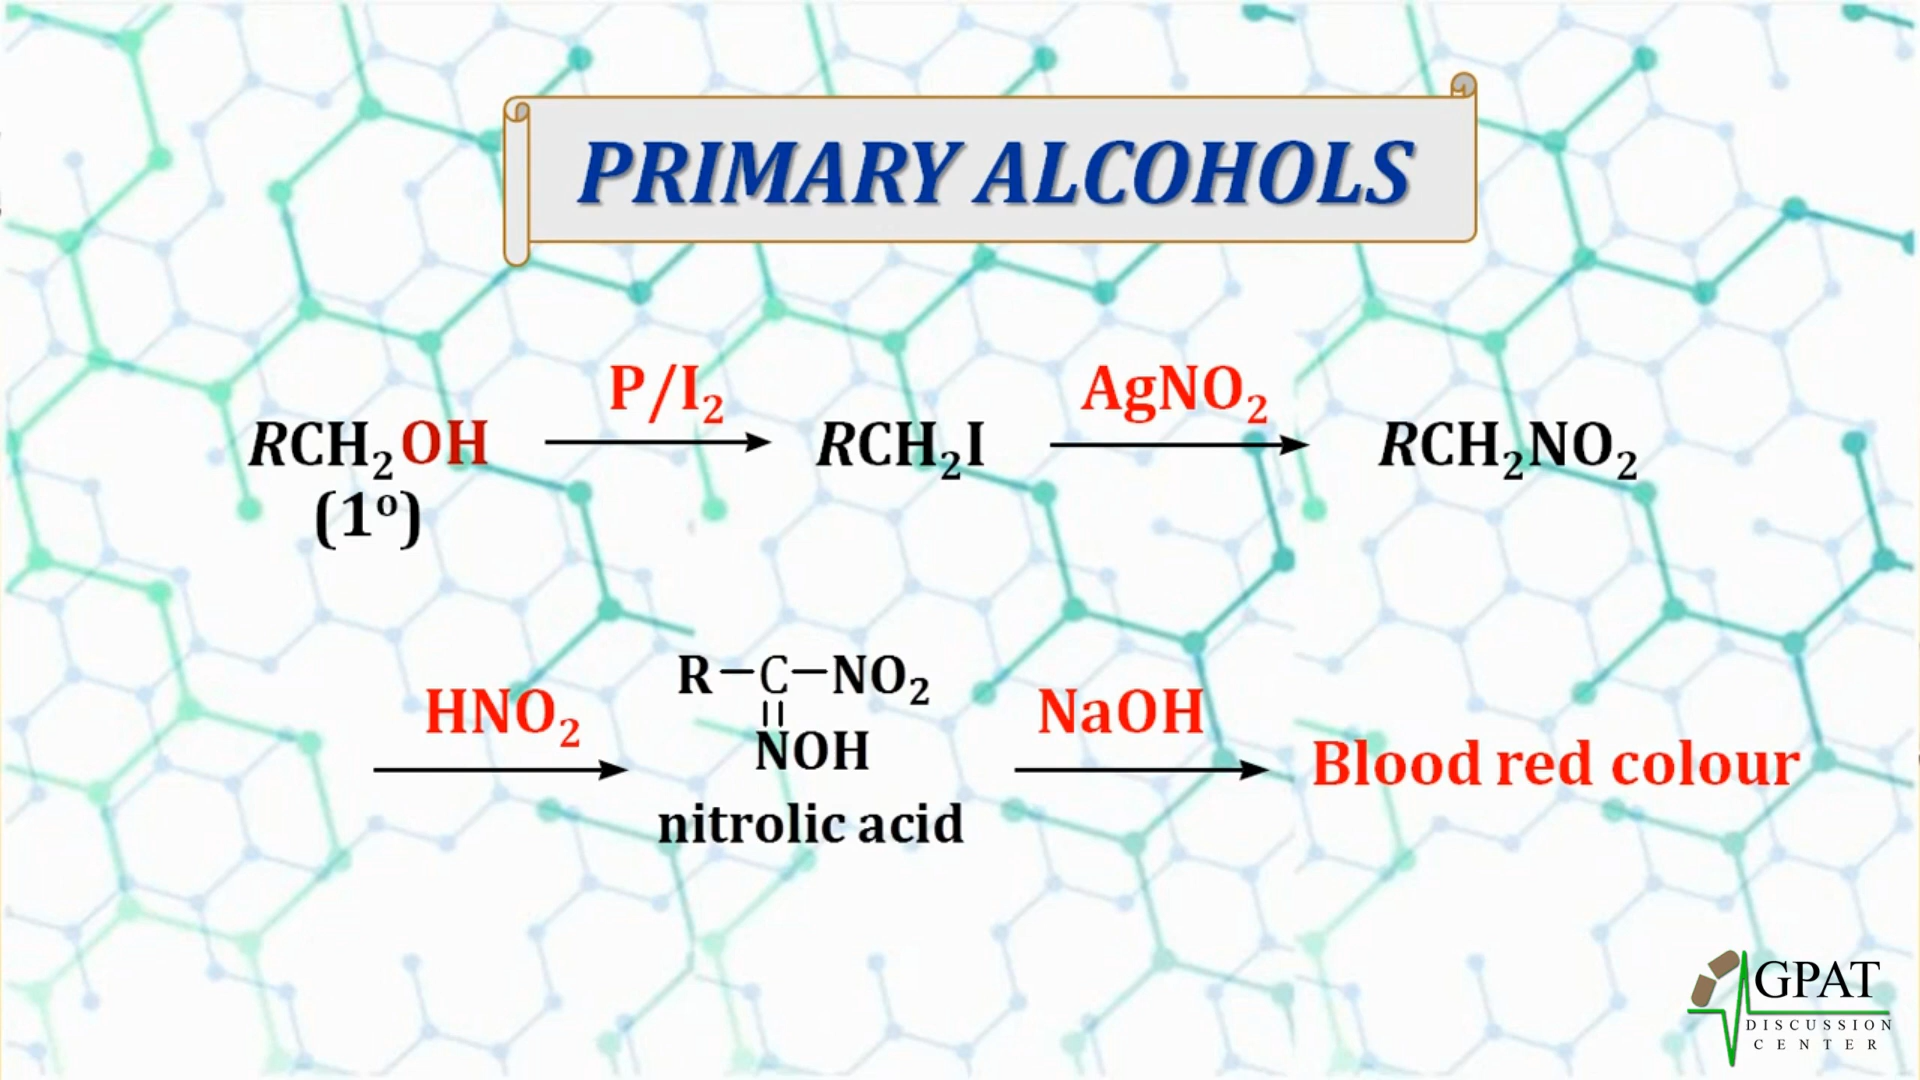 PRIMARY ALCOHOLS
P/I₂ AgNO₂
RCH₂OH RCH₂I RCH₂NO₂
(1º)
R−C−NO₂
HNO₂ NaOH
NOH
Blood red colour
nitrolic acid
GPAT
DISCUSSION
CENTER